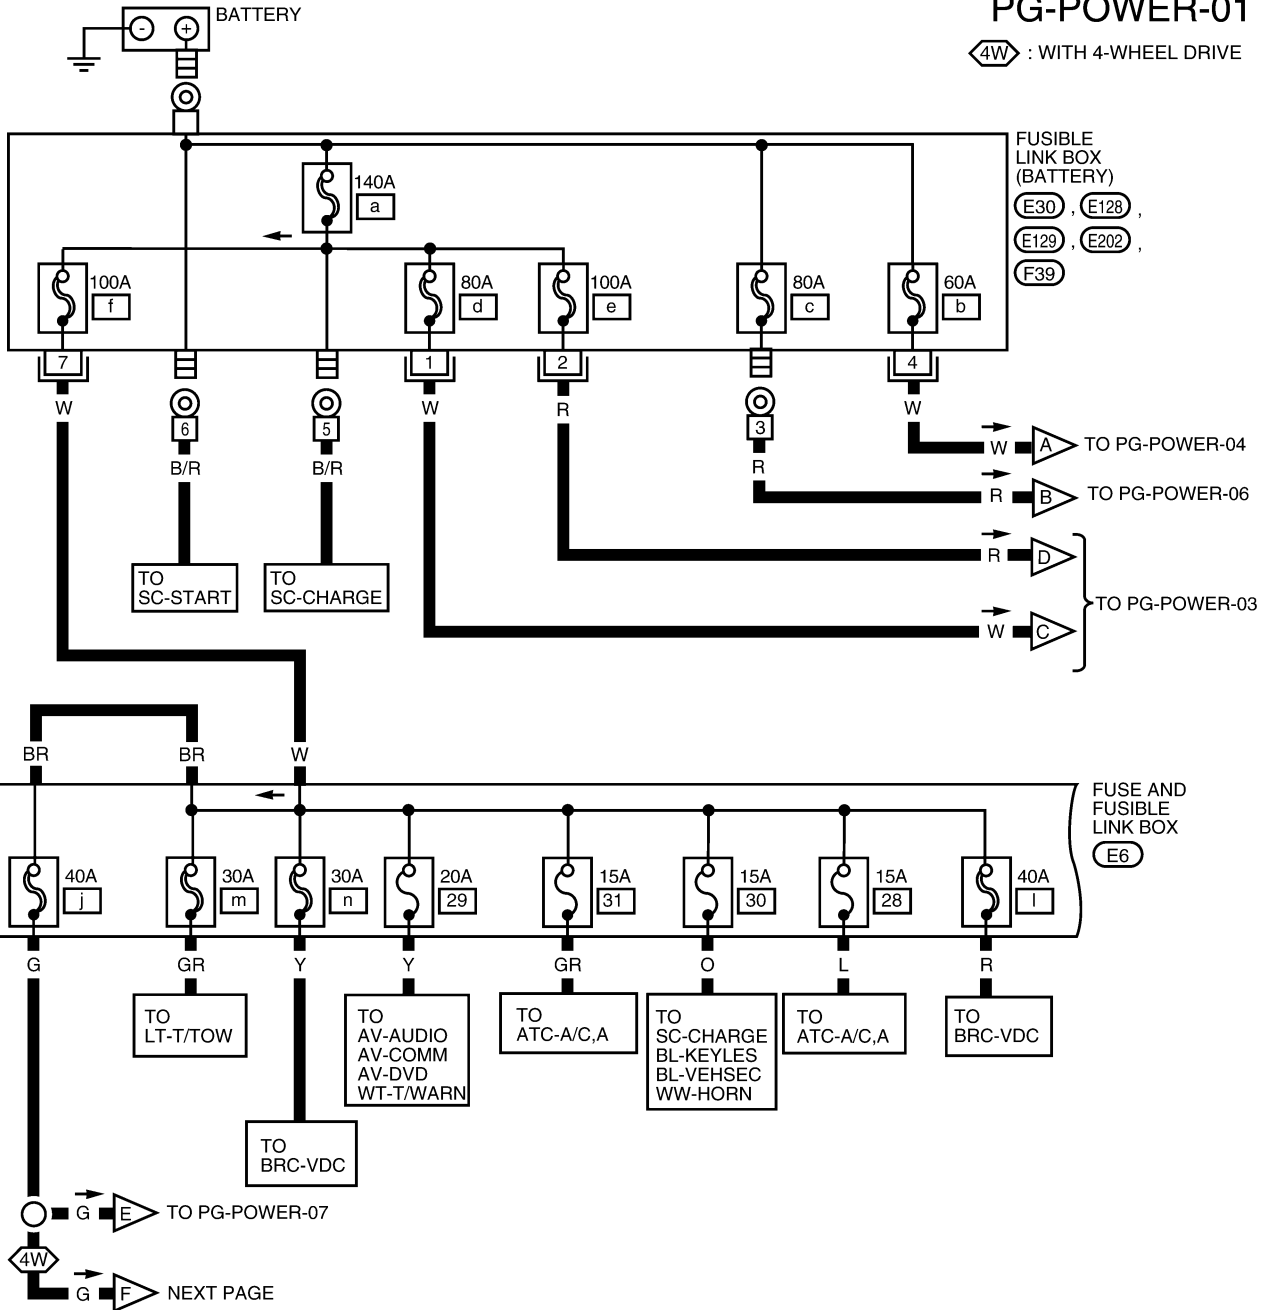 PG-POWER-01
BATTERY
- +
4W : WITH 4-WHEEL DRIVE
FUSIBLE
LINK BOX
(BATTERY)
E30 , E128 ,
E129 , E202 ,
F39
140A
a
100A
f
80A
d
100A
e
80A
c
60A
b
7
1
2
4
W
6
5
W
R
3
W
B/R
B/R
R
W A TO PG-POWER-04
R B TO PG-POWER-06
R D
TO PG-POWER-03
W C
TO
SC-START
TO
SC-CHARGE
BR
BR
W
FUSE AND
FUSIBLE
LINK BOX
E6
40A
j
30A
m
30A
n
20A
29
15A
31
15A
30
15A
28
40A
l
G
GR
Y
Y
GR
O
L
R
TO
LT-T/TOW
TO
AV-AUDIO
AV-COMM
AV-DVD
WT-T/WARN
TO
ATC-A/C,A
TO
SC-CHARGE
BL-KEYLES
BL-VEHSEC
WW-HORN
TO
ATC-A/C,A
TO
BRC-VDC
TO
BRC-VDC
G E TO PG-POWER-07
4W
G F NEXT PAGE